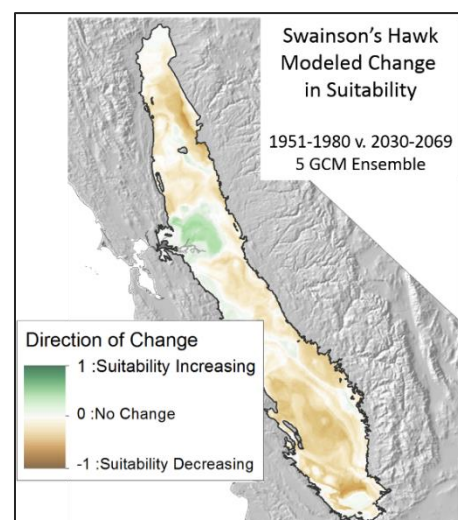 Swainson's Hawk
Modeled Change
in Suitability
1951-1980 v. 2030-2069
5 GCM Ensemble
Direction of Change
1 :Suitability Increasing
0 :No Change
-1 :Suitability Decreasing